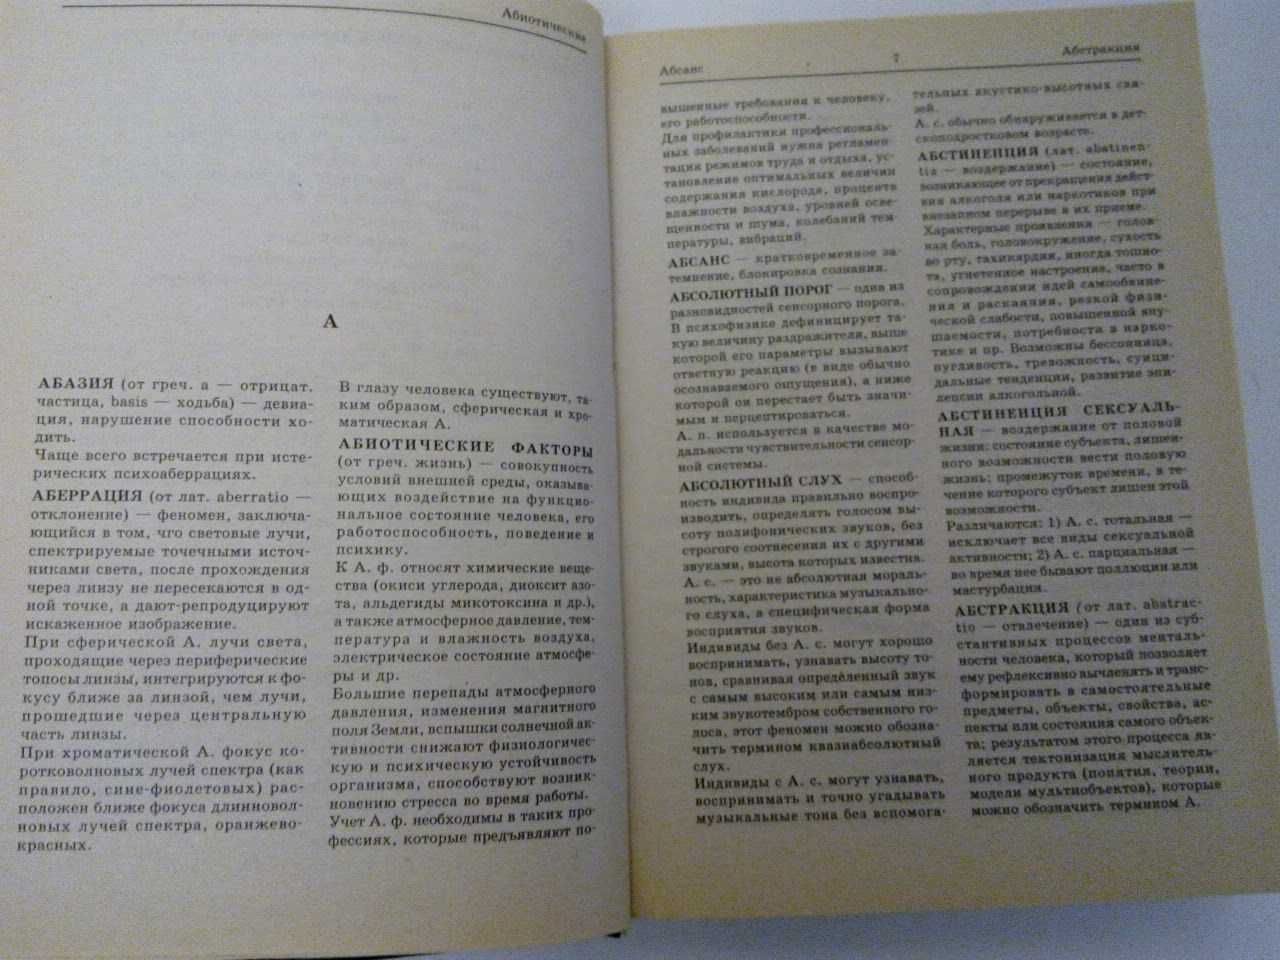 Абиотические
А
АБАЗИЯ (от греч. а — отрицат.
частица, basis — ходьба) — девиа-
ция, нарушение способности хо-
дить.
Чаще всего встречается при исте-
рических психоаберрациях.
АБЕРРАЦИЯ (от лат. aberratio —
отклонение) — феномен, заключа-
ющийся в том, чго световые лучи,
спектрируемые точечными источ-
никами света, после прохождения
через линзу не пересекаются в од-
ной точке, а дают-репродуцируют
искаженное изображение.
При сферической А. лучи света,
проходящие через периферические
топосы линзы, интегрируются к фо-
кусу ближе за линзой, чем лучи,
прошедшие через центральную
часть линзы.
При хроматической А. фокус ко-
ротковолновых лучей спектра (как
правило, сине-фиолетовых) рас-
положен ближе фокуса длинновол-
новых лучей спектра, оранжево-
красных.
В глазу человека существуют, та-
ким образом, сферическая и хро-
матическая А.
АБИОТИЧЕСКИЕ ФАКТОРЫ
(от греч. жизнь) — совокупность
условий внешней среды, оказыва-
ющих воздействие на функцио-
нальное состояние человека, его
работоспособность, поведение и
психику.
К А. ф. относят химические веще-
ства (окиси углерода, диоксит азо-
та, альдегиды микотоксина и др.),
а также атмосферное давление, тем-
пература и влажность воздуха,
электрическое состояние атмосфе-
ры и др.
Большие перепады атмосферного
давления, изменения магнитного
поля Земли, вспышки солнечной ак-
тивности снижают физиологичес-
кую и психическую устойчивость
организма, способствуют возник-
новению стресса во время работы.
Учет А. ф. необходимы в таких про-
фессиях, которые предъявляют по-
Абсанс 7 Абстракция
вышенные требования к человеку,
его работоспособности.
Для профилактики профессиональ-
ных заболеваний нужна регламен-
тация режимов труда и отдыха, ус-
тановление оптимальных величин
содержания кислорода, процента
влажности воздуха, уровней осве-
щенности и шума, колебаний тем-
пературы, вибраций.
АБСАНС — кратковременное за-
темнение, блокировка сознания.
АБСОЛЮТНЫЙ ПОРОГ — одна из
разновидностей сенсорного порога.
В психофизике дефиницирует та-
кую величину раздражителя, выше
которой его параметры вызывают
ответную реакцию (в виде обычно
осознаваемого ощущения), а ниже
которой он перестает быть значи-
мым и перцептироваться.
А. п. используется в качестве мо-
дальности чувствительности сенсор-
ной системы.
АБСОЛЮТНЫЙ СЛУХ — способ-
ность индивида правильно воспро-
изводить, определять голосом вы-
соту полифонических звуков, без
строгого соотнесения их с другими
звуками, высота которых известна.
А. с. — это не абсолютная мораль-
ность, характеристика музыкально-
го слуха, а специфическая форма
восприятия звуков.
Индивиды без А. с. могут хорошо
воспринимать, узнавать высоту то-
нов, сравнивая определённый звук
с самым высоким или самым низ-
ким звукотембром собственного го-
лоса, этот феномен можно обозна-
чить термином квазиабсолютный
слух.
Индивиды с А. с. могут узнавать,
воспринимать и точно угадывать
музыкальные тона без вспомога-
тельных акустико-высотных свя-
зей.
А. с. обычно обнаруживается в дет-
скоподростковом возрасте.
АБСТИНЕНЦИЯ (лат. abatinen-
tia — воздержание) — состояние,
возникающее от прекращения дейст-
вия алкоголя или наркотиков при
внезапном перерыве в их приеме.
Характерные проявления — голов-
ная боль, головокружение, сухость
во рту, тахикардия, иногда тошно-
та, угнетенное настроение, часто в
сопровождении идей самообвине-
ния и раскаяния, резкой физи-
ческой слабости, повышенной вну-
шаемости, потребноста в нарко-
тике и пр. Возможны бессонница,
пугливость, тревожность, суици-
дальные тенденции, развитие эпи-
лепсии алкогольной.
АБСТИНЕНЦИЯ СЕКСУАЛЬ-
НАЯ — воздержание от половой
жизни: состояние субъекта, лишен-
ного возможности вести половую
жизнь; промежуток времени, в те-
чение которого субъект лишен этой
возможности.
Различаются: 1) А. с. тотальная —
исключает все виды сексуальной
активности; 2) А. с. парциальная —
во время нее бывают поллюции или
мастурбация.
АБСТРАКЦИЯ (от лат. abstrac-
tio — отвлечение) — один из суб-
стантивных процессов менталь-
ности человека, который позволяет
ему рефлексивно вычленять и транс-
формировать в самостоятельные
предметы, объекты, свойства, ас-
пекты или состояния самого объек-
та; результатом этого процесса яв-
ляется тектовизация мыслитель-
ного продукта (понятия, теории,
модели мультиобъектов), которые
можно обозначить термином А.